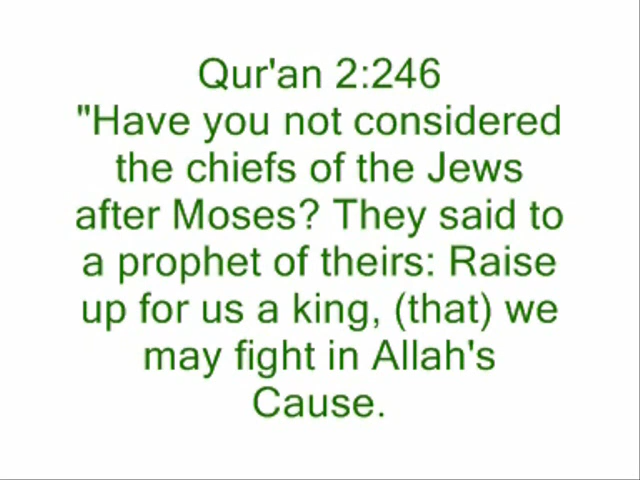 Qur'an 2:246
"Have you not considered
the chiefs of the Jews
after Moses? They said to
a prophet of theirs: Raise
up for us a king, (that) we
may fight in Allah's
Cause.